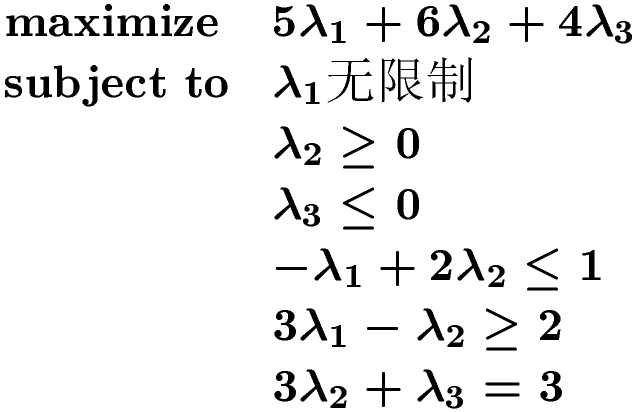 maximize 5λ₁ + 6λ₂ + 4λ₃
subject to λ₁无限制
λ₂ ≥ 0
λ₃ ≤ 0
−λ₁ + 2λ₂ ≤ 1
3λ₁ − λ₂ ≥ 2
3λ₂ + λ₃ = 3